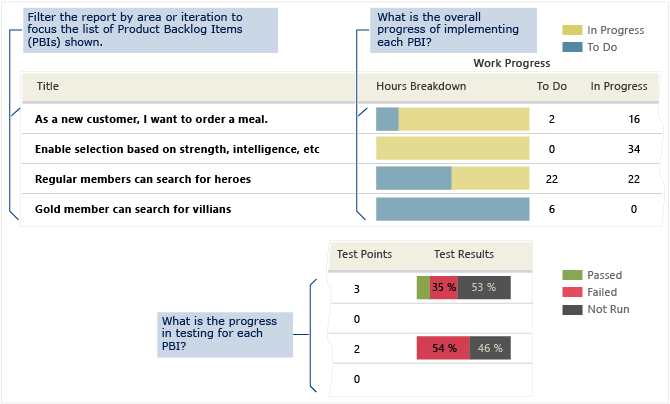 Filter the report by area or iteration to
focus the list of Product Backlog Items
(PBIs) shown.
What is the overall
progress of implementing
each PBI?
In Progress
To Do
Work Progress
Title Hours Breakdown To Do In Progress
As a new customer, I want to order a meal. 2 16
Enable selection based on strength, intelligence, etc 0 34
Regular members can search for heroes 22 22
Gold member can search for villians 6 0
Test Points Test Results
3 35 % 53 %
0
2 54 % 46 %
0
What is the progress
in testing for each
PBI?
Passed
Failed
Not Run